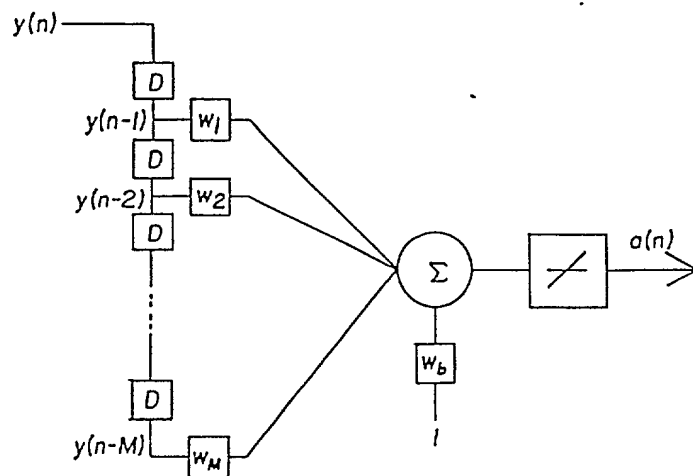 y(n)
D
y(n-1) w1
D
y(n-2) w2
D
Σ
a(n)
wb
1
D
y(n-M) wM